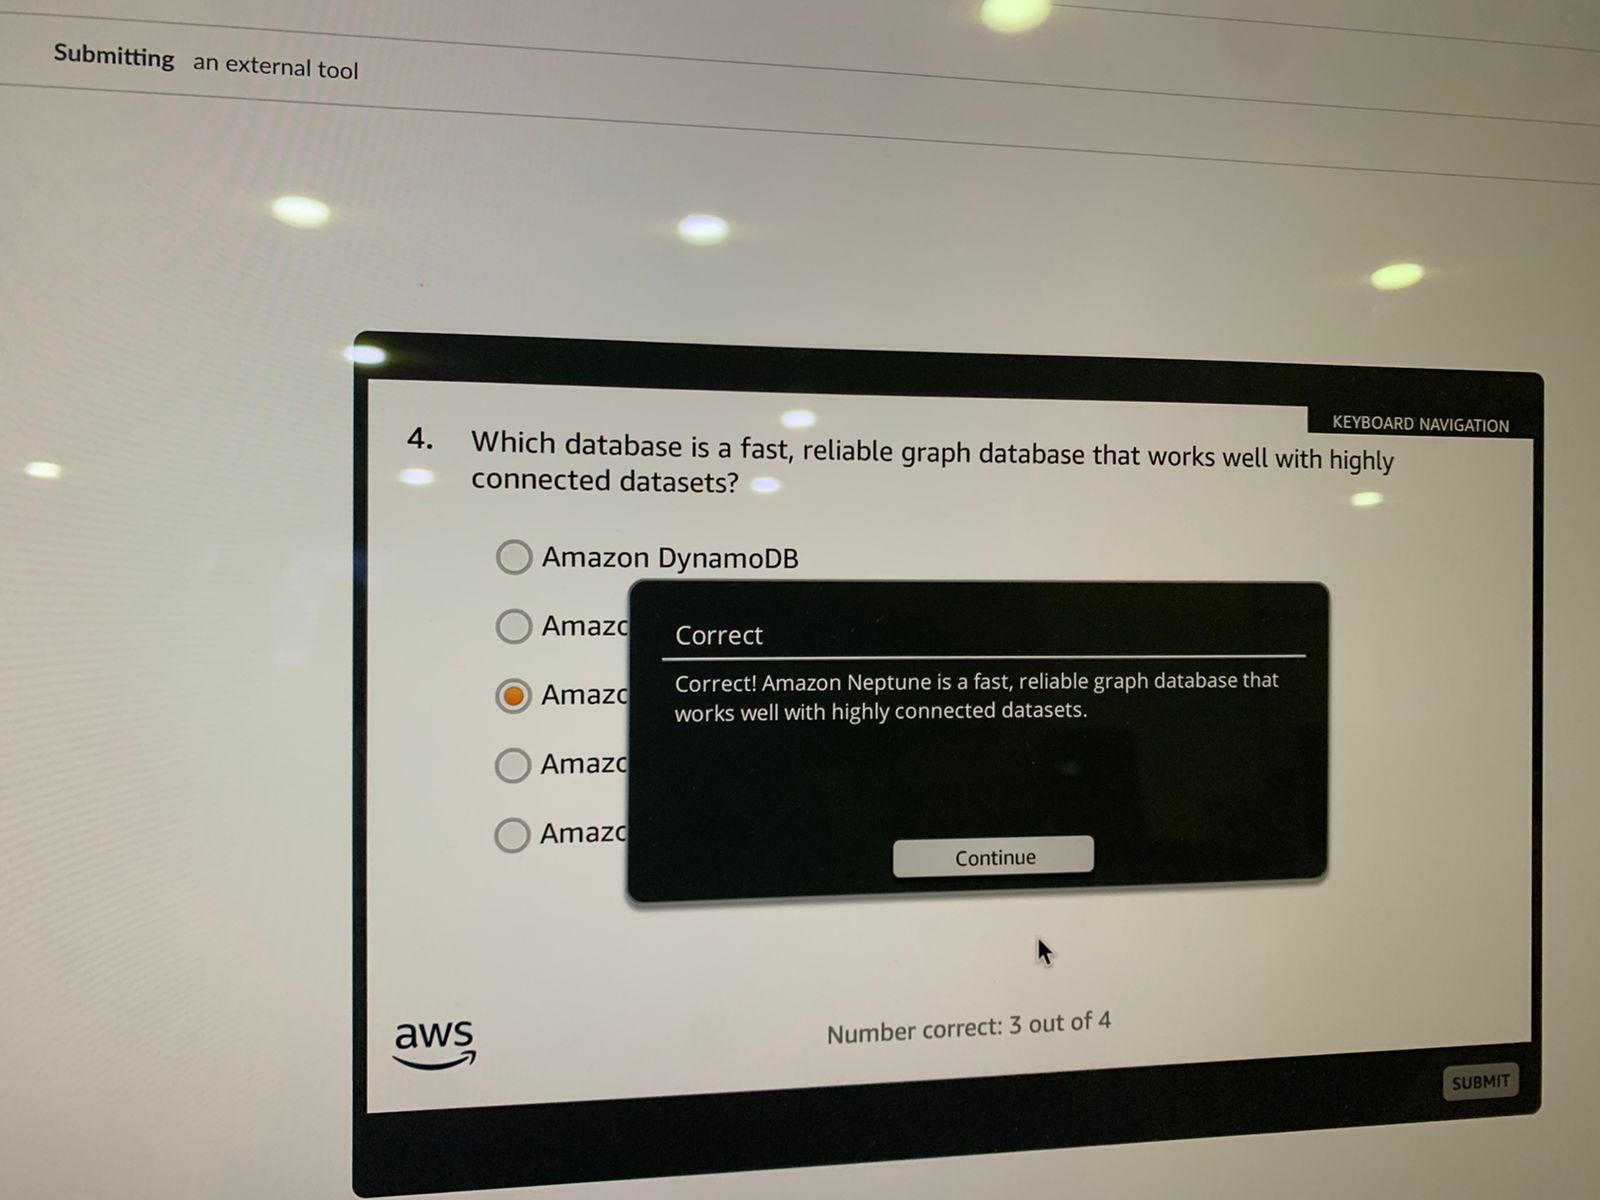 Submitting an external tool
KEYBOARD NAVIGATION
4. Which database is a fast, reliable graph database that works well with highly
connected datasets?
Amazon DynamoDB
Amazo
Amazo
Amazo
Amazo
Correct
Correct! Amazon Neptune is a fast, reliable graph database that
works well with highly connected datasets.
Continue
aws
Number correct: 3 out of 4
SUBMIT